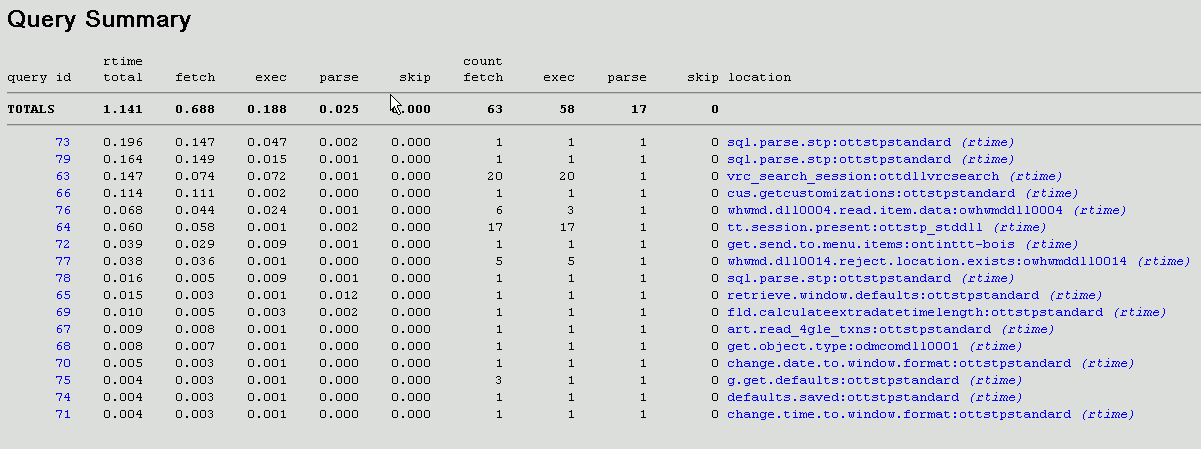 Query Summary
rtime count
query id total fetch exec parse skip fetch exec parse skip location
TOTALS 1.141 0.688 0.188 0.025 .000 63 58 17 0
73 0.196 0.147 0.047 0.002 0.000 1 1 1 0 sql.parse.stp:ottstpstandard (rtime)
79 0.164 0.149 0.015 0.001 0.000 1 1 1 0 sql.parse.stp:ottstpstandard (rtime)
63 0.147 0.074 0.072 0.001 0.000 20 20 1 0 vrc_search_session:ottdllvrcsearch (rtime)
66 0.114 0.111 0.002 0.000 0.000 1 1 1 0 cus.getcustomizations:ottstpstandard (rtime)
76 0.068 0.044 0.024 0.001 0.000 6 3 1 0 whwmd.dll0004.read.item.data:owhwmddll0004 (rtime)
64 0.060 0.058 0.001 0.002 0.000 17 17 1 0 tt.session.present:ottstp_stddll (rtime)
72 0.039 0.029 0.009 0.001 0.000 1 1 1 0 get.send.to.menu.items:ontinttt-bois (rtime)
77 0.038 0.036 0.001 0.000 0.000 5 5 1 0 whwmd.dll0014.reject.location.exists:owhwmddll0014 (rtime)
78 0.016 0.005 0.009 0.001 0.000 1 1 1 0 sql.parse.stp:ottstpstandard (rtime)
65 0.015 0.003 0.001 0.012 0.000 1 1 1 0 retrieve.window.defaults:ottstpstandard (rtime)
69 0.010 0.005 0.003 0.002 0.000 1 1 1 0 fld.calculateextradatetimelength:ottstpstandard (rtime)
67 0.009 0.008 0.001 0.000 0.000 1 1 1 0 art.read_4gle_txns:ottstpstandard (rtime)
68 0.008 0.007 0.001 0.000 0.000 1 1 1 0 get.object.type:odmcomdll0001 (rtime)
70 0.005 0.003 0.001 0.000 0.000 1 1 1 0 change.date.to.window.format:ottstpstandard (rtime)
75 0.004 0.003 0.001 0.000 0.000 3 1 1 0 g.get.defaults:ottstpstandard (rtime)
74 0.004 0.003 0.001 0.000 0.000 1 1 1 0 defaults.saved:ottstpstandard (rtime)
71 0.004 0.003 0.001 0.000 0.000 1 1 1 0 change.time.to.window.format:ottstpstandard (rtime)